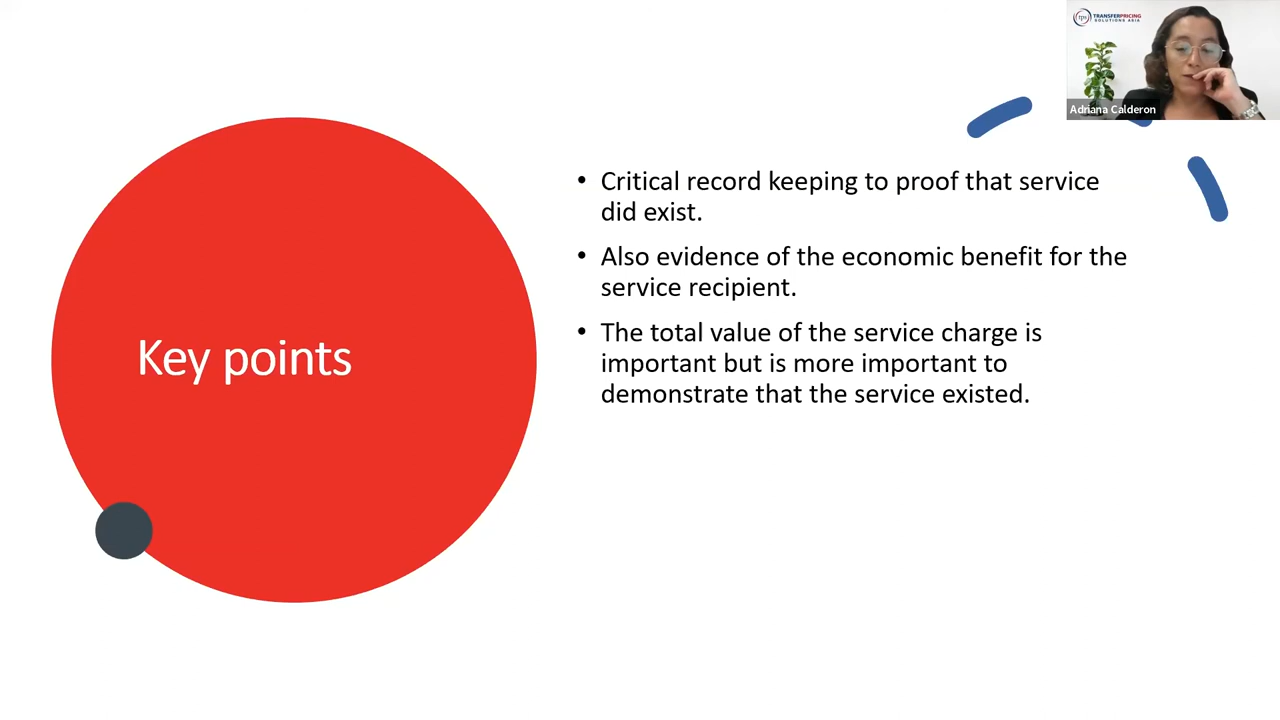 tps TRANSFERPRICING
SOLUTIONS ASIA
Adriana Calderon
Key points
• Critical record keeping to proof that service
did exist.
• Also evidence of the economic benefit for the
service recipient.
• The total value of the service charge is
important but is more important to
demonstrate that the service existed.